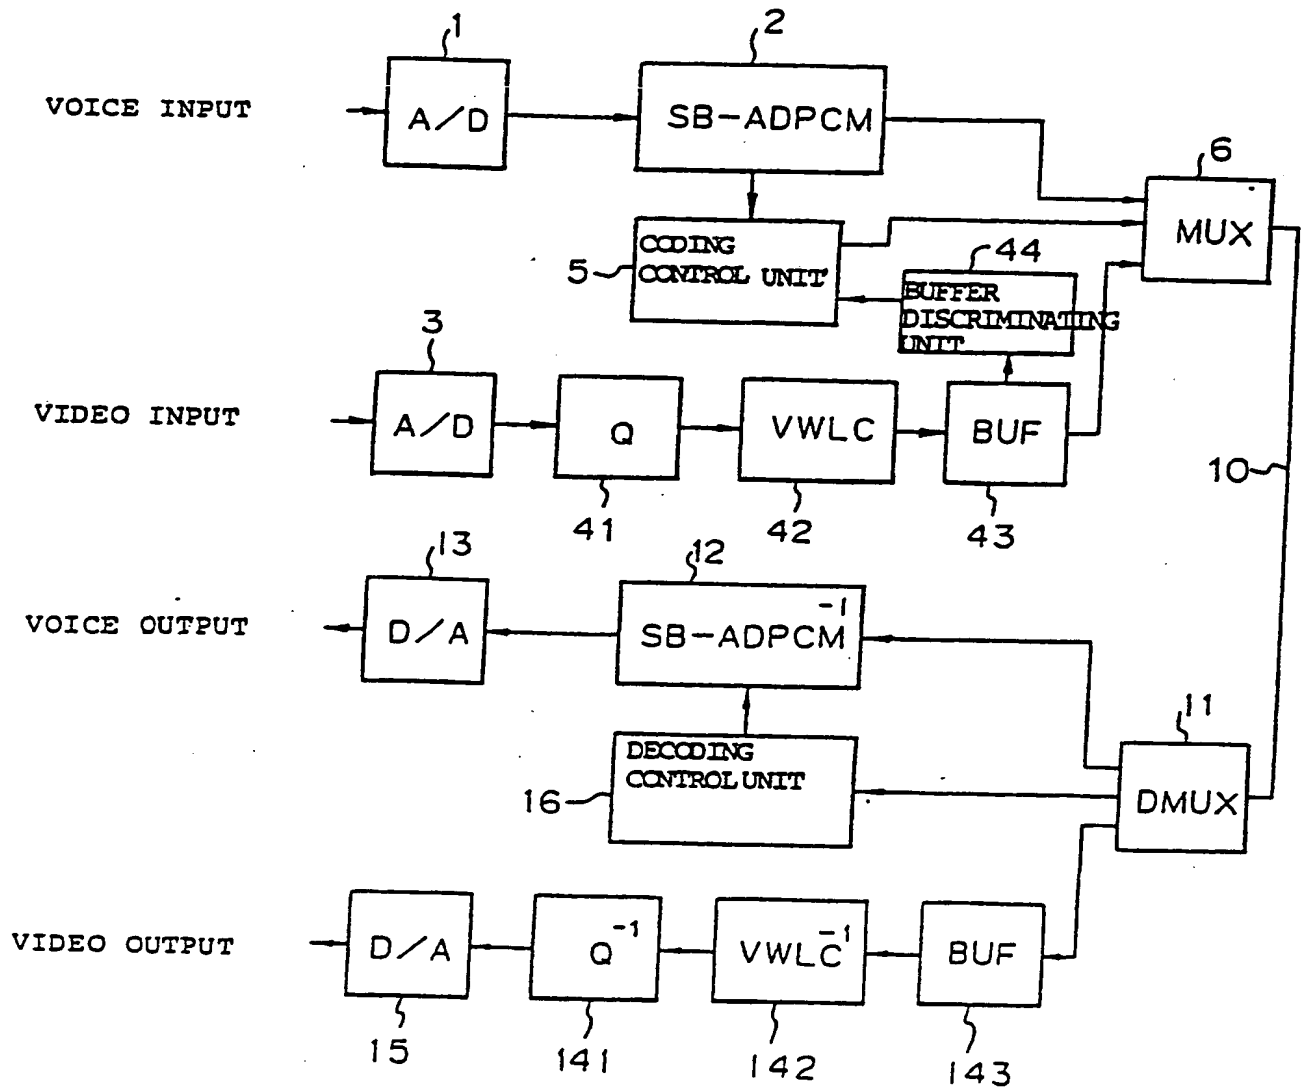 1
2
VOICE INPUT
A/D
SB-ADPCM
6
MUX
CODING
CONTROL UNIT
5
44
BUFFER
DISCRIMINATING
UNIT
3
VIDEO INPUT
A/D
Q
VWLC
BUF
10
41
42
43
13
12
VOICE OUTPUT
D/A
SB-ADPCM-1
11
DECODING
CONTROL UNIT
16
DMUX
VIDEO OUTPUT
D/A
Q-1
VWLC-1
BUF
15
141
142
143